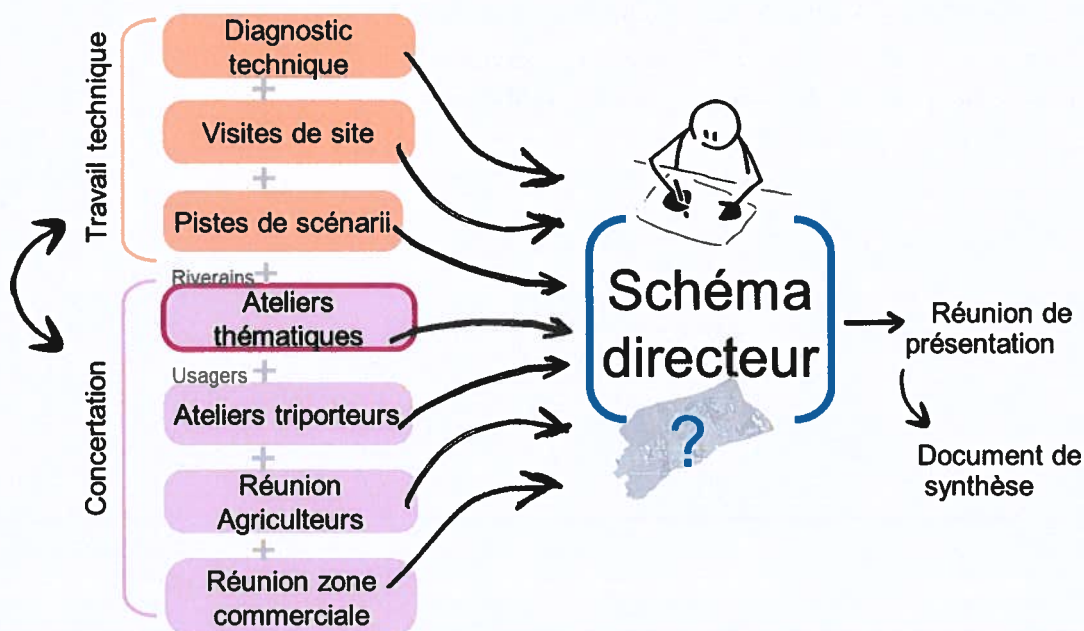 Travail technique
Diagnostic
technique
+
Visites de site
+
Pistes de scénarii
+
Concertation
Riverains
Ateliers
thématiques
+
Usagers
Ateliers triporteurs
+
Réunion
Agriculteurs
+
Réunion zone
commerciale
Schéma
directeur
?
Réunion de
présentation
Document de
synthèse